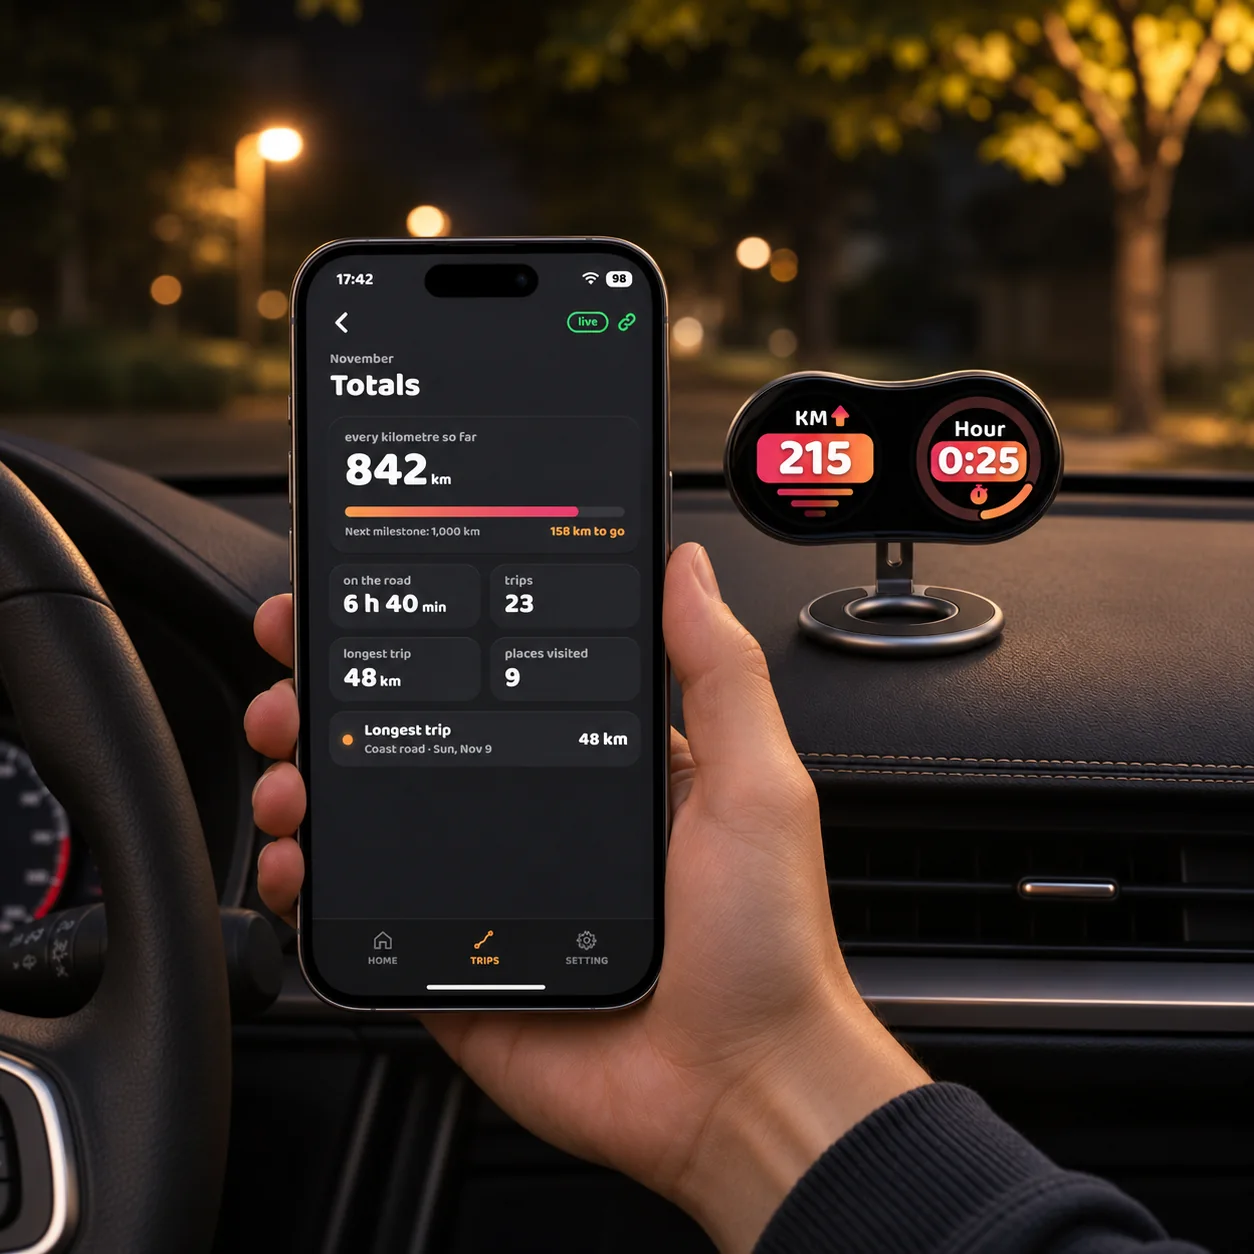 17:42
98
live
November
Totals
every kilometre so far
842 km
Next milestone: 1,000 km
158 km to go
on the road
6 h 40 min
trips
23
longest trip
48 km
places visited
9
Longest trip
Coast road · Sun, Nov 9
48 km
HOME
TRIPS
SETTING
KM
215
Hour
0:25